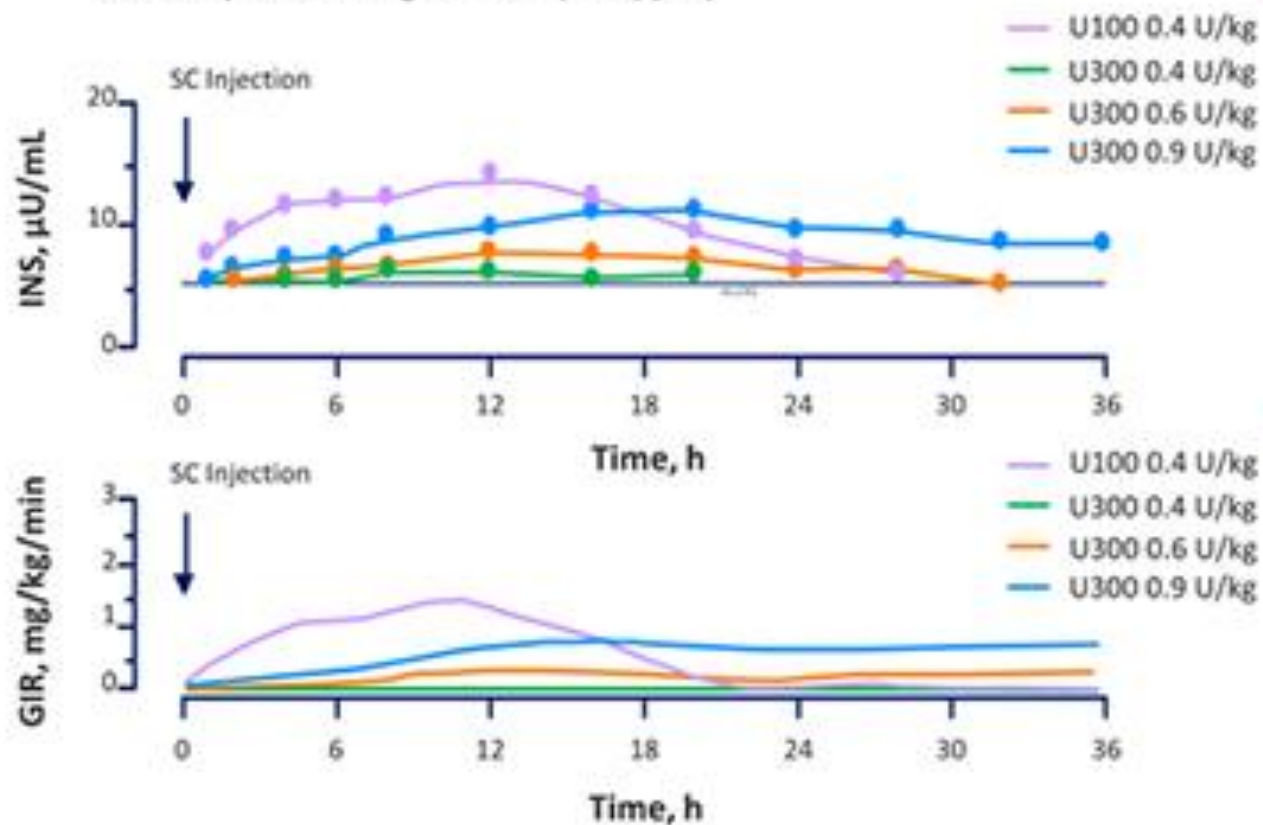 U100 0.4 U/kg
U300 0.4 U/kg
U300 0.6 U/kg
U300 0.9 U/kg
SC Injection
INS, µU/mL
20
10
0
0 6 12 18 24 30 36
Time, h
U100 0.4 U/kg
U300 0.4 U/kg
U300 0.6 U/kg
U300 0.9 U/kg
SC Injection
GIR, mg/kg/min
3
2
1
0
0 6 12 18 24 30 36
Time, h